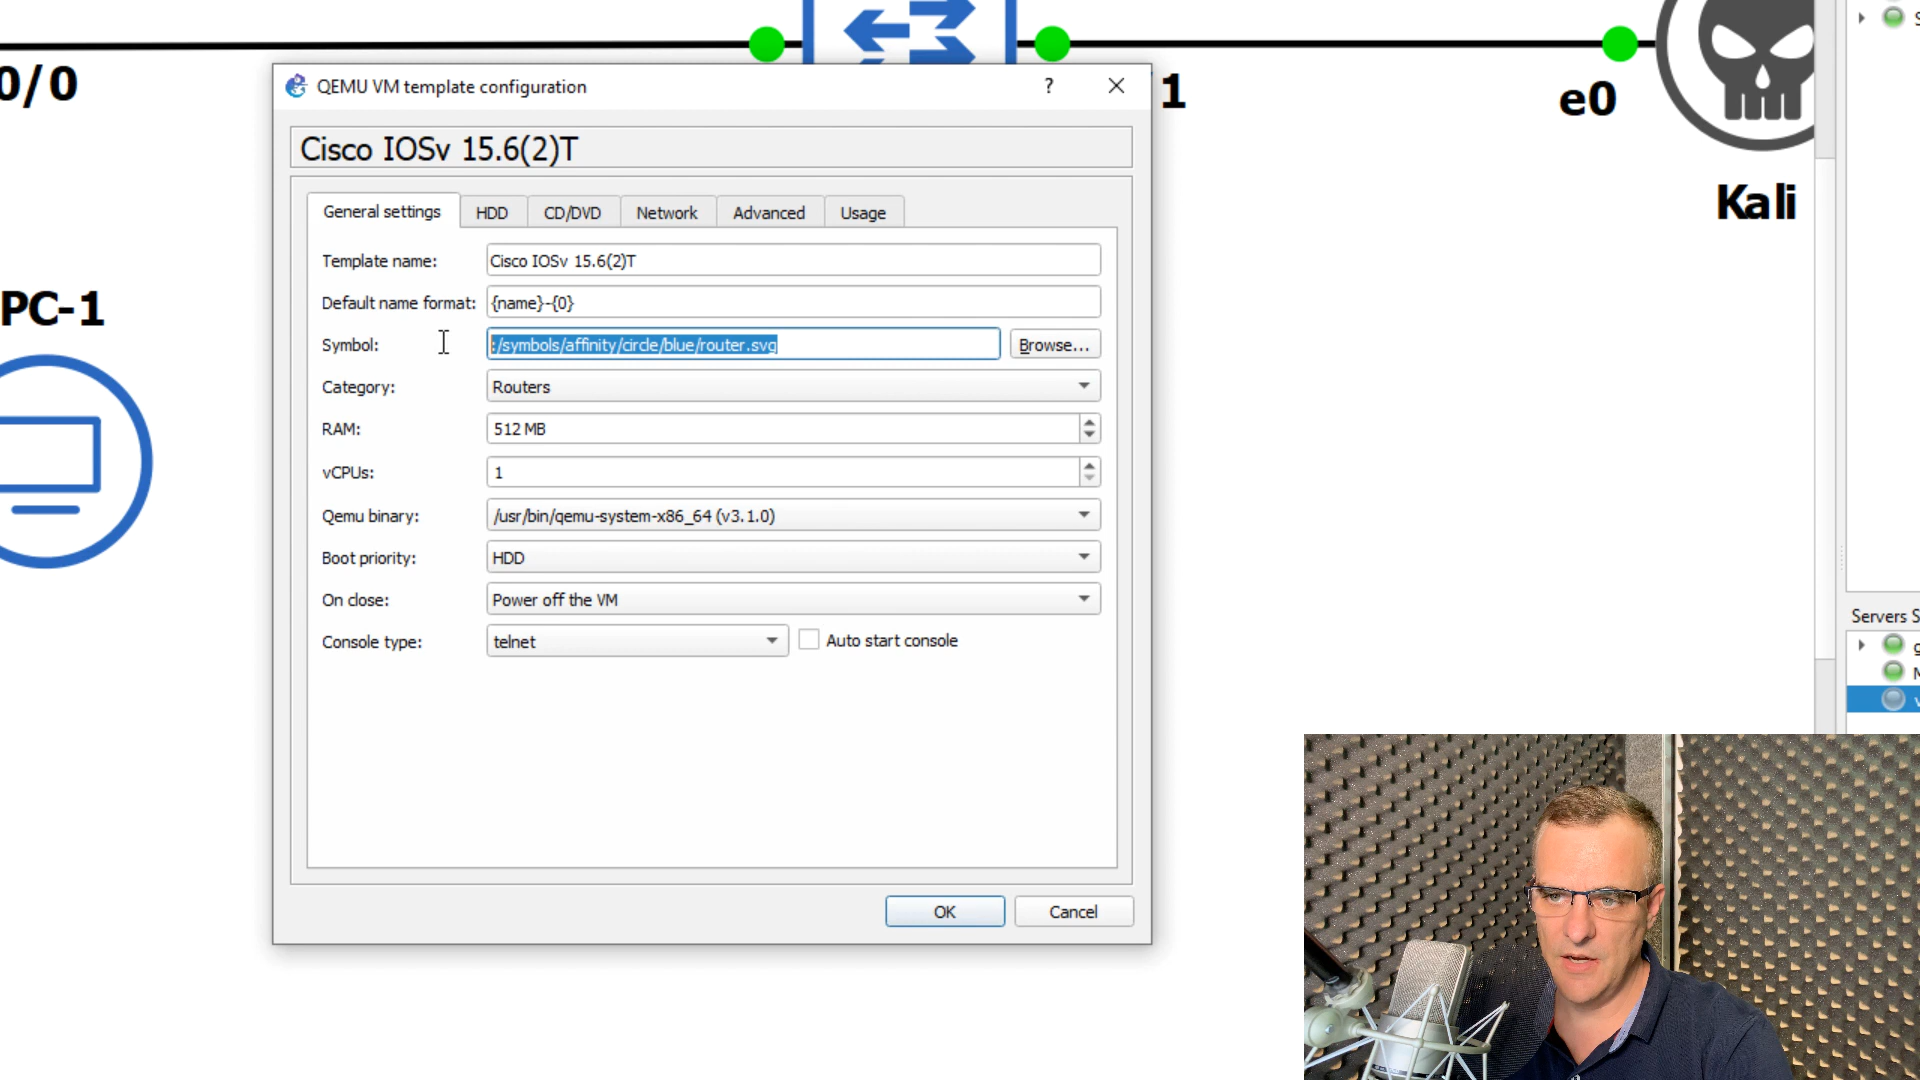 0/0
1
e0
Kali
PC-1
QEMU VM template configuration
?
Cisco IOSv 15.6(2)T
General settings
HDD
CD/DVD
Network
Advanced
Usage
Template name:
Cisco IOSv 15.6(2)T
Default name format:
{name}-{0}
Symbol:
:/symbols/affinity/circle/blue/router.svg
Browse...
Category:
Routers
RAM:
512 MB
vCPUs:
1
Qemu binary:
/usr/bin/qemu-system-x86_64 (v3.1.0)
Boot priority:
HDD
On close:
Power off the VM
Console type:
telnet
Auto start console
OK
Cancel
Servers S